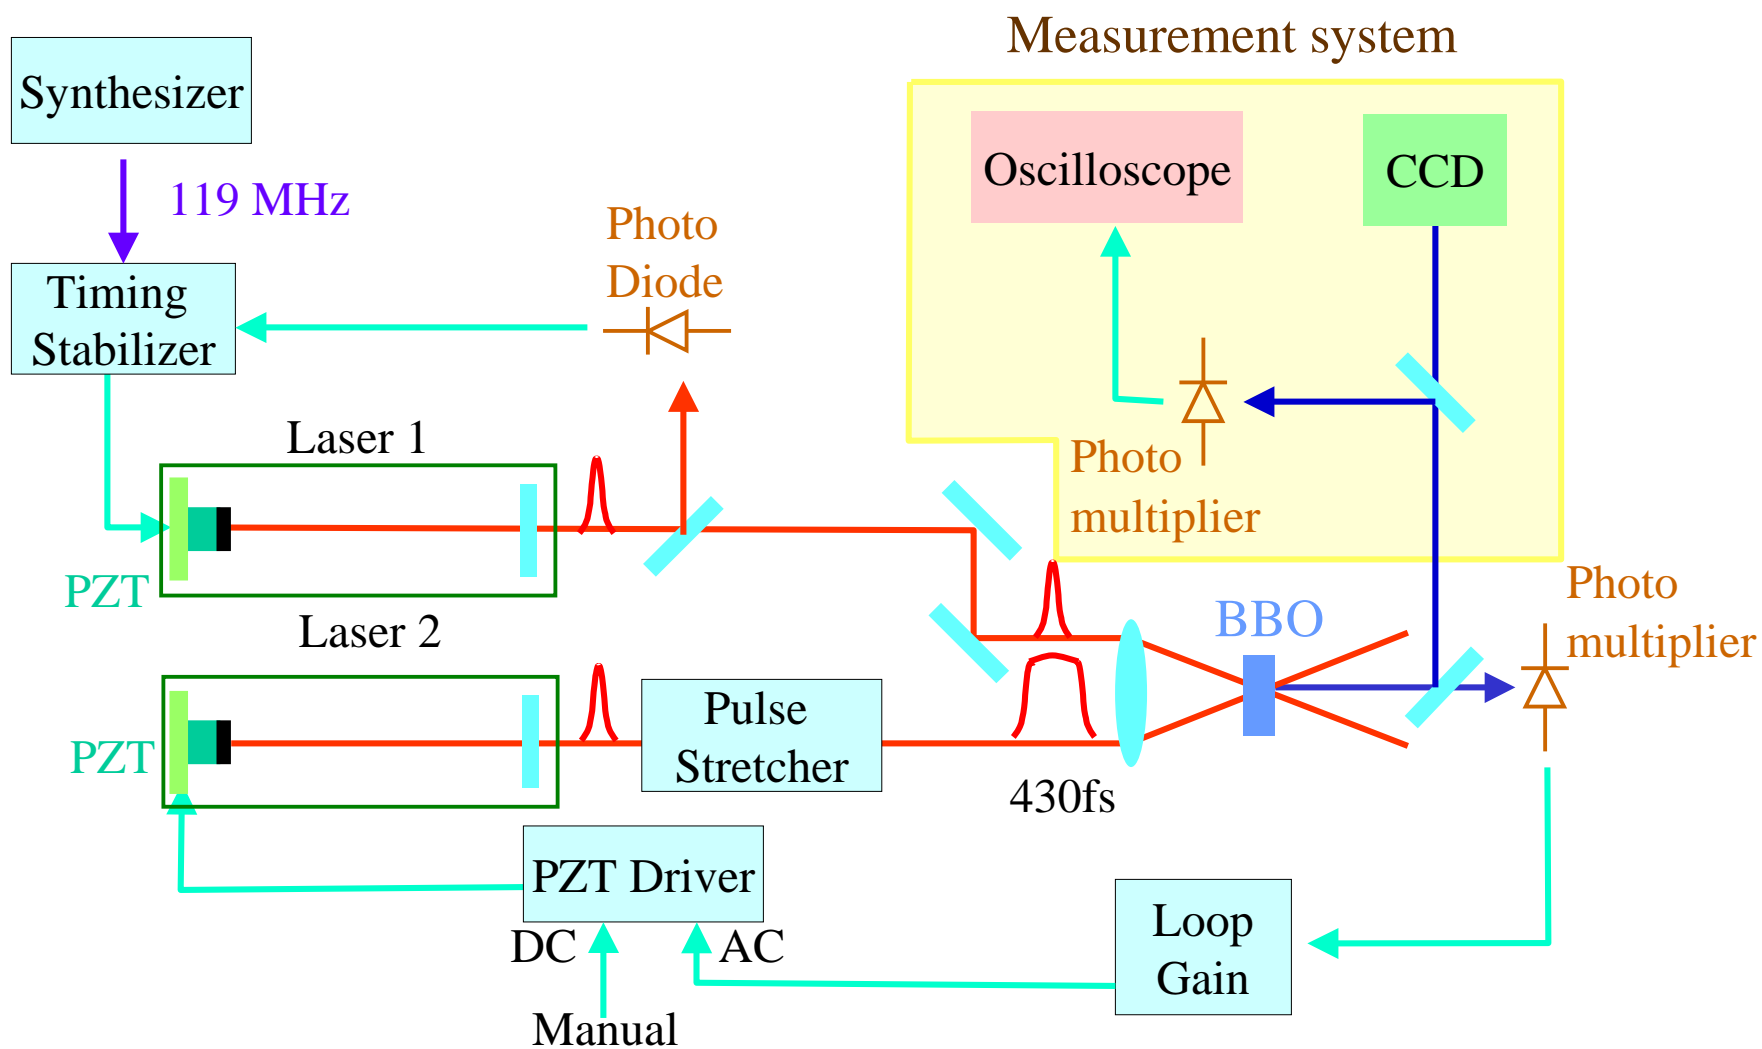 Measurement system
Synthesizer
119 MHz
Oscilloscope
CCD
Photo
Diode
Timing
Stabilizer
Laser 1
Photo
multiplier
PZT
Laser 2
BBO
Photo
multiplier
PZT
Pulse
Stretcher
430fs
PZT Driver
DC
AC
Loop
Gain
Manual